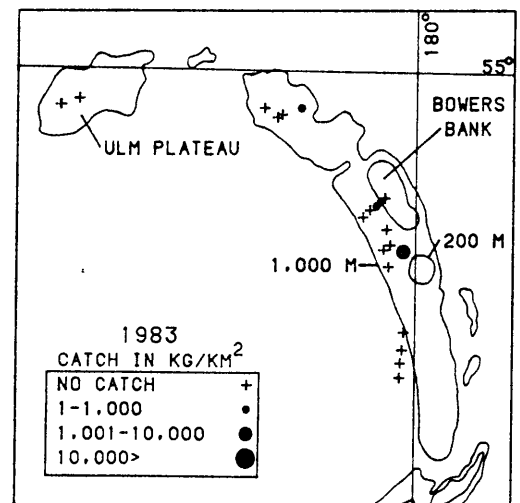 180°
55°
BOWERS
BANK
ULM PLATEAU
200 M
1,000 M
1983
CATCH IN KG/KM²
NO CATCH +
1-1,000
1,001-10,000
10,000>